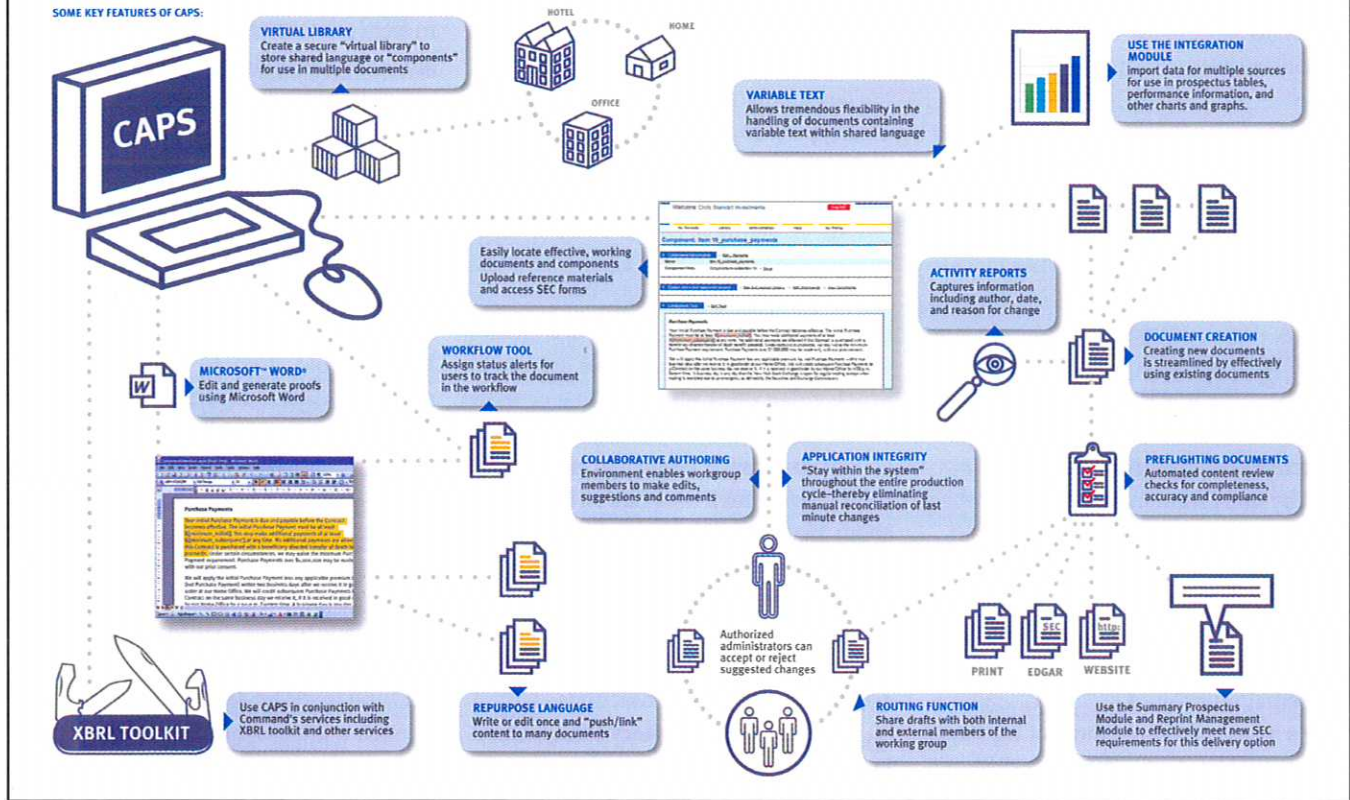 SOME KEY FEATURES OF CAPS:
CAPS
VIRTUAL LIBRARY
Create a secure “virtual library” to
store shared language or “components”
for use in multiple documents
HOTEL
HOME
OFFICE
VARIABLE TEXT
Allows tremendous flexibility in the
handling of documents containing
variable text within shared language
USE THE INTEGRATION
MODULE
import data for multiple sources
for use in prospectus tables,
performance information, and
other charts and graphs.
Easily locate effective, working
documents and components
Upload reference materials
and access SEC forms
Component: Item 16_purchase_payments
Purchase Payments
ACTIVITY REPORTS
Captures information
including author, date,
and reason for change
DOCUMENT CREATION
Creating new documents
is streamlined by effectively
using existing documents
W
MICROSOFT™ WORD®
Edit and generate proofs
using Microsoft Word
WORKFLOW TOOL
Assign status alerts for
users to track the document
in the workflow
COLLABORATIVE AUTHORING
Environment enables workgroup
members to make edits,
suggestions and comments
APPLICATION INTEGRITY
“Stay within the system”
throughout the entire production
cycle–thereby eliminating
manual reconciliation of last
minute changes
PREFLIGHTING DOCUMENTS
Automated content review
checks for completeness,
accuracy and compliance
Purchase Payments
Authorized
administrators can
accept or reject
suggested changes
SEC
http:
PRINT
EDGAR
WEBSITE
XBRL TOOLKIT
Use CAPS in conjunction with
Command’s services including
XBRL toolkit and other services
REPURPOSE LANGUAGE
Write or edit once and “push/link”
content to many documents
ROUTING FUNCTION
Share drafts with both internal
and external members of the
working group
Use the Summary Prospectus
Module and Reprint Management
Module to effectively meet new SEC
requirements for this delivery option